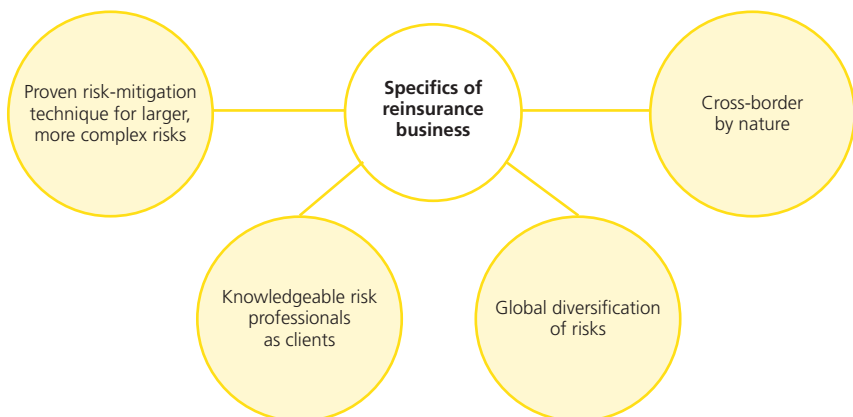 Specifics of
reinsurance
business
Proven risk-mitigation
technique for larger,
more complex risks
Cross-border
by nature
Knowledgeable risk
professionals
as clients
Global diversification
of risks